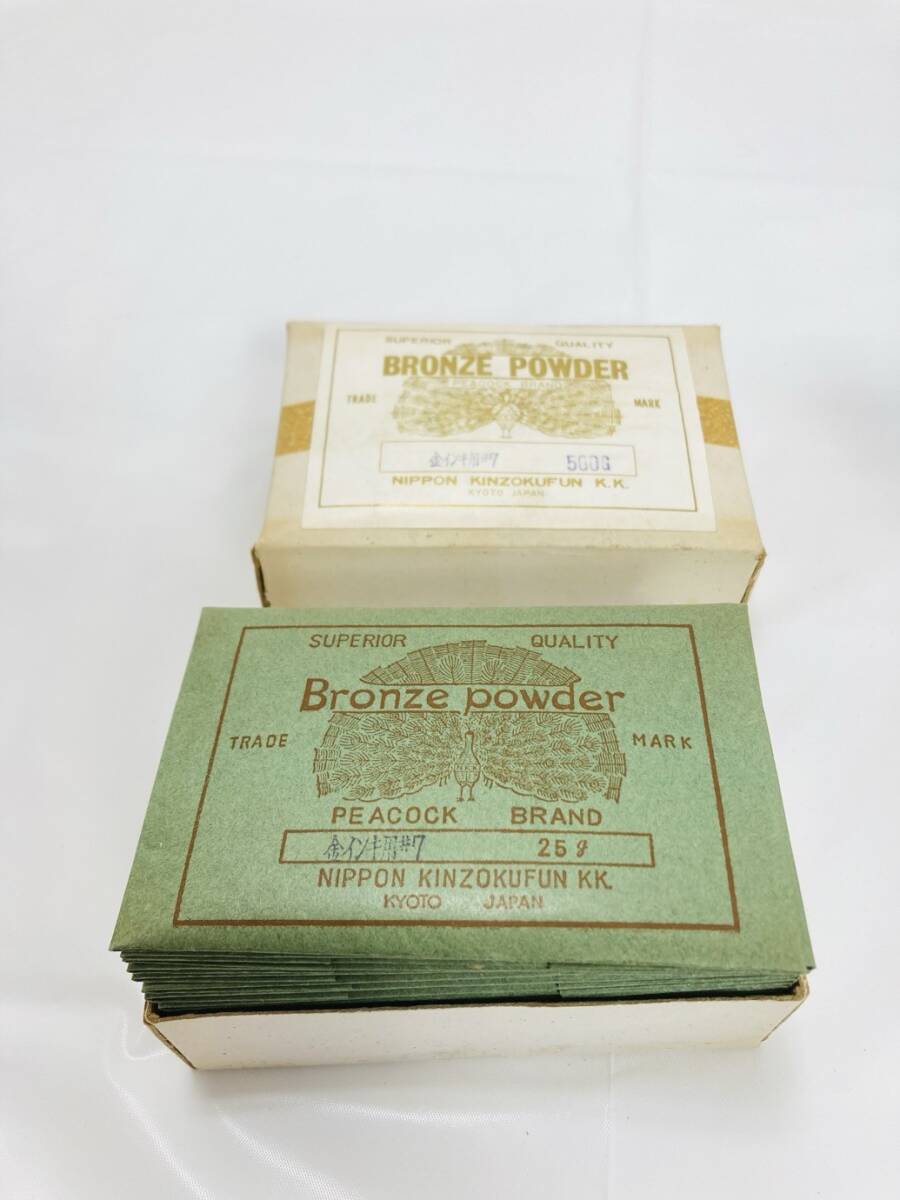 SUPERIOR QUALITY
BRONZE POWDER
PEACOCK BRAND
TRADE MARK
金インキ用#7 500G
NIPPON KINZOKUFUN K.K.
KYOTO JAPAN
SUPERIOR QUALITY
Bronze powder
TRADE MARK
PEACOCK BRAND
金インキ用#7 25g
NIPPON KINZOKUFUN K.K.
KYOTO JAPAN